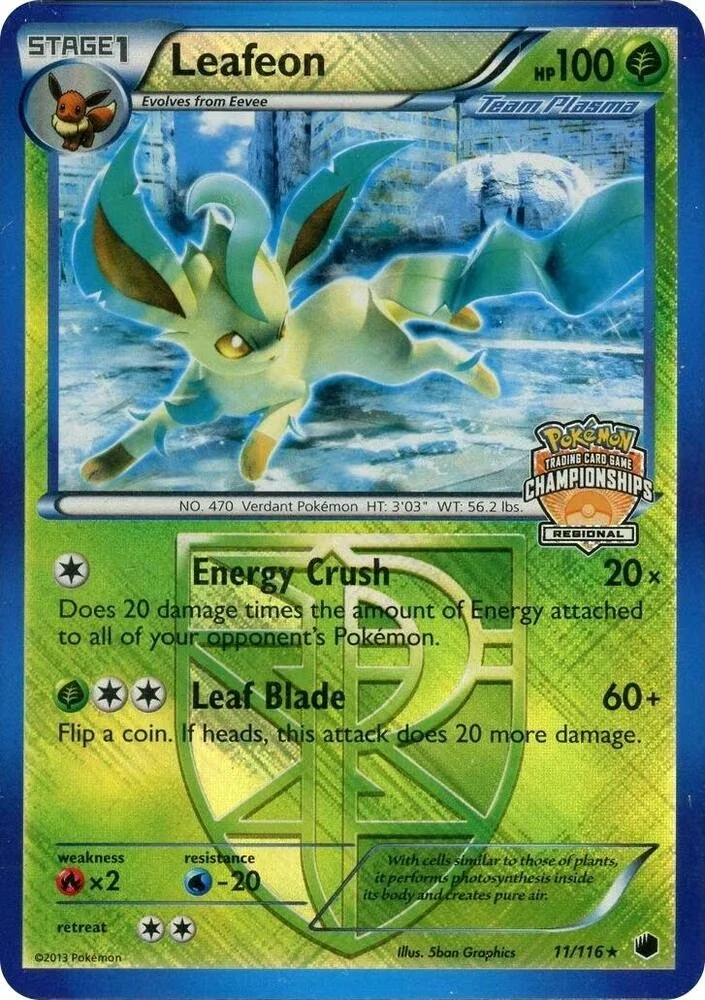 STAGE1
Leafeon
HP100
Evolves from Eevee
Team Plasma
NO. 470 Verdant Pokémon HT: 3'03" WT: 56.2 lbs.
POKéMON
TRADING CARD GAME
CHAMPIONSHIPS
REGIONAL
Energy Crush 20×
Does 20 damage times the amount of Energy attached
to all of your opponent's Pokémon.
Leaf Blade 60+
Flip a coin. If heads, this attack does 20 more damage.
weakness resistance
×2 -20
With cells similar to those of plants,
it performs photosynthesis inside
its body and creates pure air.
retreat
©2013 Pokémon
Illus. 5ban Graphics 11/116★